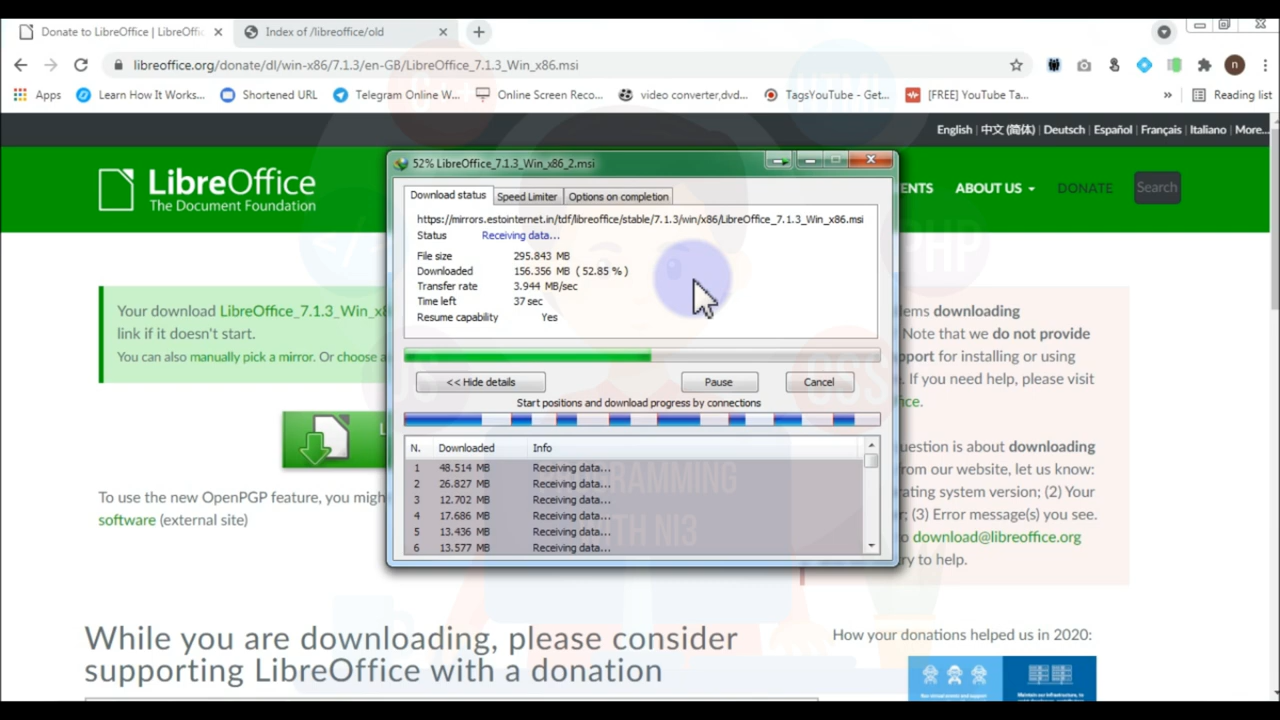 Donate to LibreOffice | LibreOffic
Index of /libreoffice/old
libreoffice.org/donate/dl/win-x86/7.1.3/en-GB/LibreOffice_7.1.3_Win_x86.msi
n
Apps
Learn How It Works...
Shortened URL
Telegram Online W...
Online Screen Reco...
video converter,dvd...
TagsYouTube - Get...
[FREE] YouTube Ta...
»
Reading list
English | 中文 (简体) | Deutsch | Español | Français | Italiano | More...
LibreOffice
The Document Foundation
ENTS
ABOUT US
DONATE
Search
52% LibreOffice_7.1.3_Win_x86_2.msi
Download status
Speed Limiter
Options on completion
https://mirrors.estointernet.in/tdf/libreoffice/stable/7.1.3/win/x86/LibreOffice_7.1.3_Win_x86.msi
Status Receiving data...
File size 295.843 MB
Downloaded 156.356 MB ( 52.85 % )
Transfer rate 3.944 MB/sec
Time left 37 sec
Resume capability Yes
<< Hide details
Pause
Cancel
Start positions and download progress by connections
N. Downloaded Info
1 48.514 MB Receiving data...
2 26.827 MB Receiving data...
3 12.702 MB Receiving data...
4 17.686 MB Receiving data...
5 13.436 MB Receiving data...
6 13.577 MB Receiving data...
Your download LibreOffice_7.1.3_Win_x8
link if it doesn't start.
You can also manually pick a mirror. Or choose a
To use the new OpenPGP feature, you migh
software (external site)
ems downloading
Note that we do not provide
pport for installing or using
. If you need help, please visit
ce.
uestion is about downloading
from our website, let us know:
rating system version; (2) Your
r; (3) Error message(s) you see.
o download@libreoffice.org
ry to help.
While you are downloading, please consider
supporting LibreOffice with a donation
How your donations helped us in 2020:
PHP
CSS
HTML
RAMMING
TH NI3